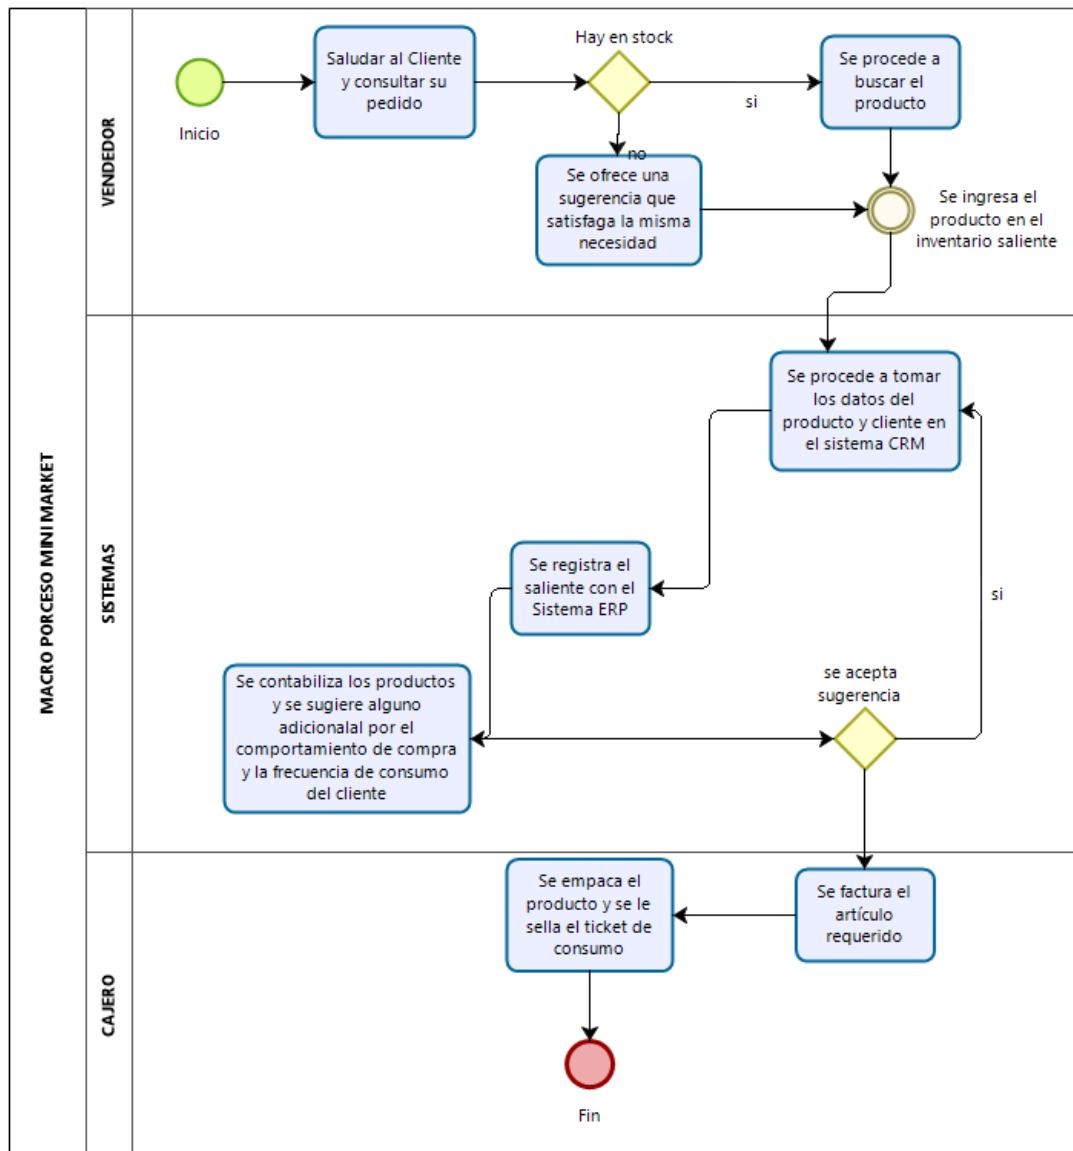 MACRO PORCESO MINI MARKET
VENDEDOR
Inicio
Saludar al Cliente
y consultar su
pedido
Hay en stock
si
no
Se procede a
buscar el
producto
Se ofrece una
sugerencia que
satisfaga la misma
necesidad
Se ingresa el
producto en el
inventario saliente
SISTEMAS
Se procede a tomar
los datos del
producto y cliente en
el sistema CRM
Se registra el
saliente con el
Sistema ERP
Se contabiliza los productos
y se sugiere alguno
adicionalal por el
comportamiento de compra
y la frecuencia de consumo
del cliente
se acepta
sugerencia
si
CAJERO
Se factura el
artículo
requerido
Se empaca el
producto y se le
sella el ticket de
consumo
Fin